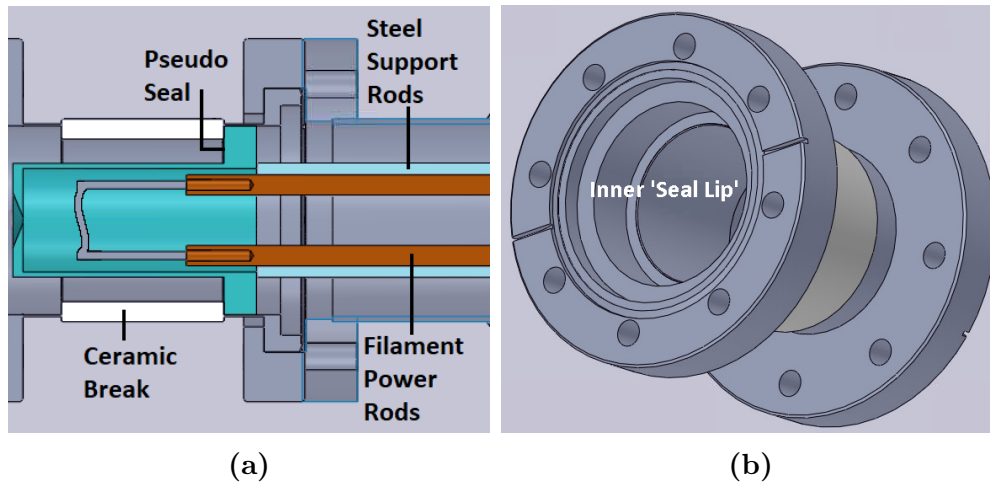 Pseudo
Seal
Steel
Support
Rods
Ceramic
Break
Filament
Power
Rods
(a)
Inner 'Seal Lip'
(b)